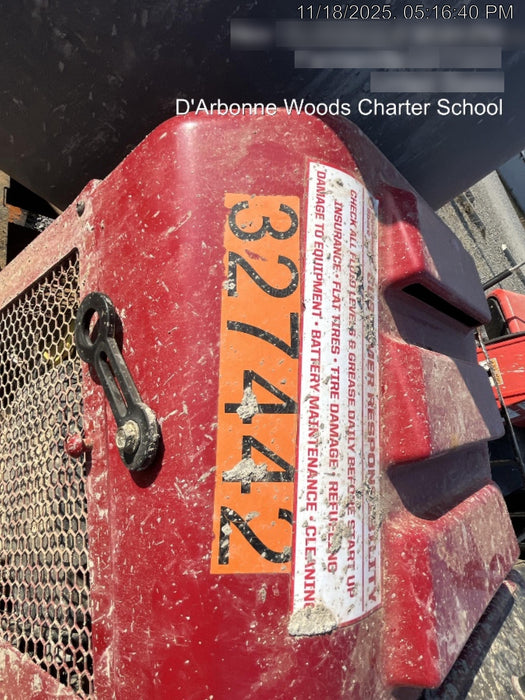 11/18/2025, 05:16:40 PM
D'Arbonne Woods Charter School
327442
CHECK ALL FLUID LEVELS & GREASE DAILY BEFORE START UP
INSURANCE • FLAT TIRES • TIRE DAMAGE • REFUELING
DAMAGE TO EQUIPMENT • BATTERY MAINTENANCE • CLEANING